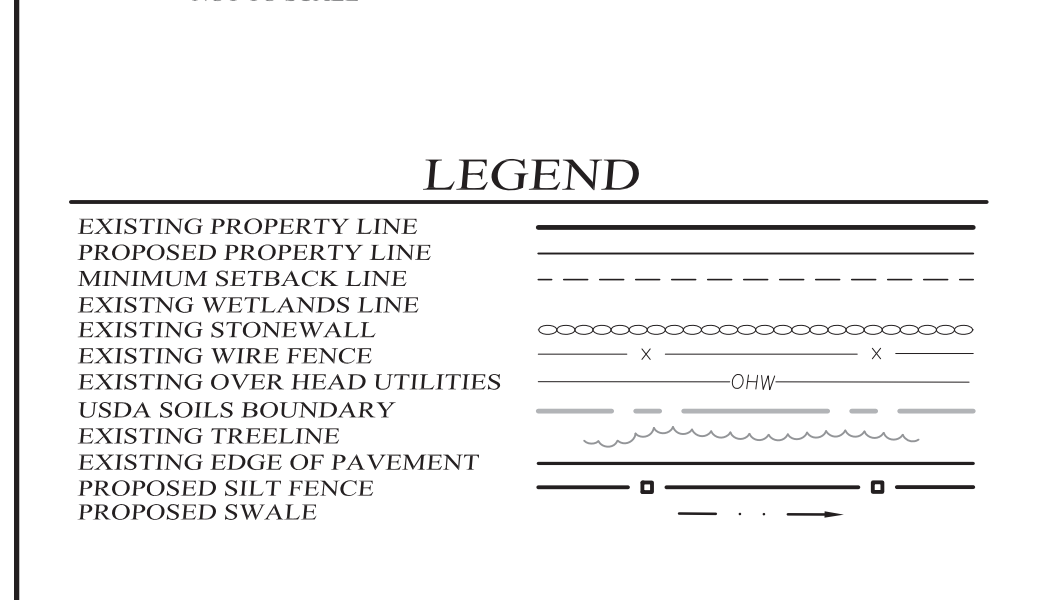 LEGEND
EXISTING PROPERTY LINE
PROPOSED PROPERTY LINE
MINIMUM SETBACK LINE
EXISTNG WETLANDS LINE
EXISTING STONEWALL
EXISTING WIRE FENCE X X
EXISTING OVER HEAD UTILITIES OHW
USDA SOILS BOUNDARY
EXISTING TREELINE
EXISTING EDGE OF PAVEMENT
PROPOSED SILT FENCE
PROPOSED SWALE